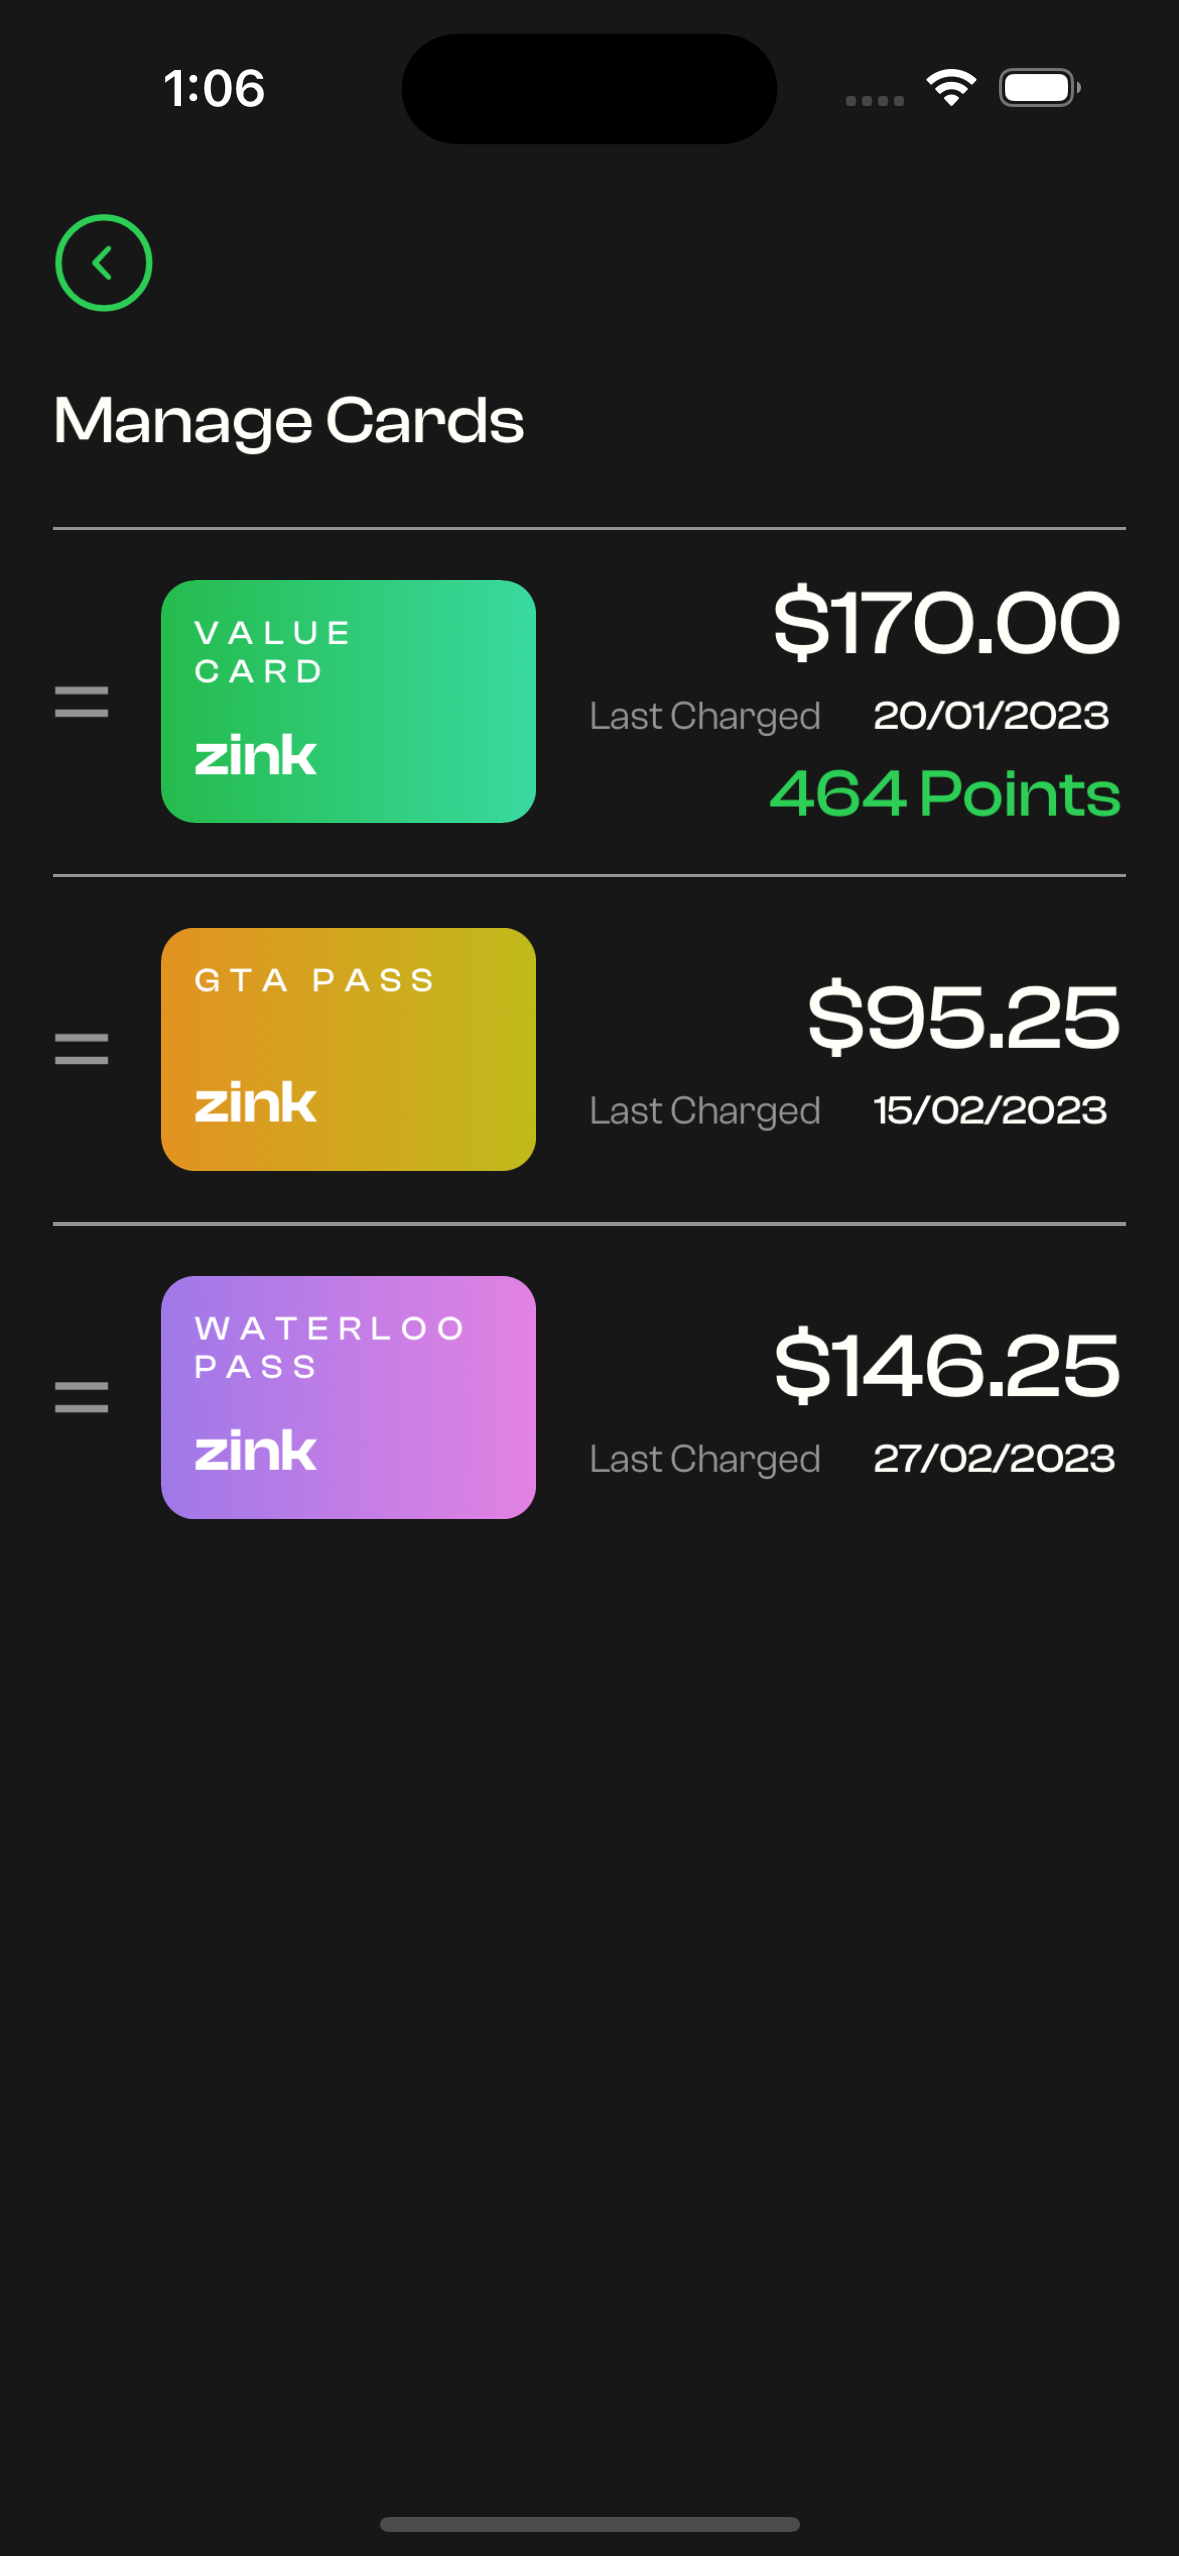 1:06
Manage Cards
VALUE
CARD
zink
$170.00
Last Charged 20/01/2023
464 Points
GTA PASS
zink
$95.25
Last Charged 15/02/2023
WATERLOO
PASS
zink
$146.25
Last Charged 27/02/2023